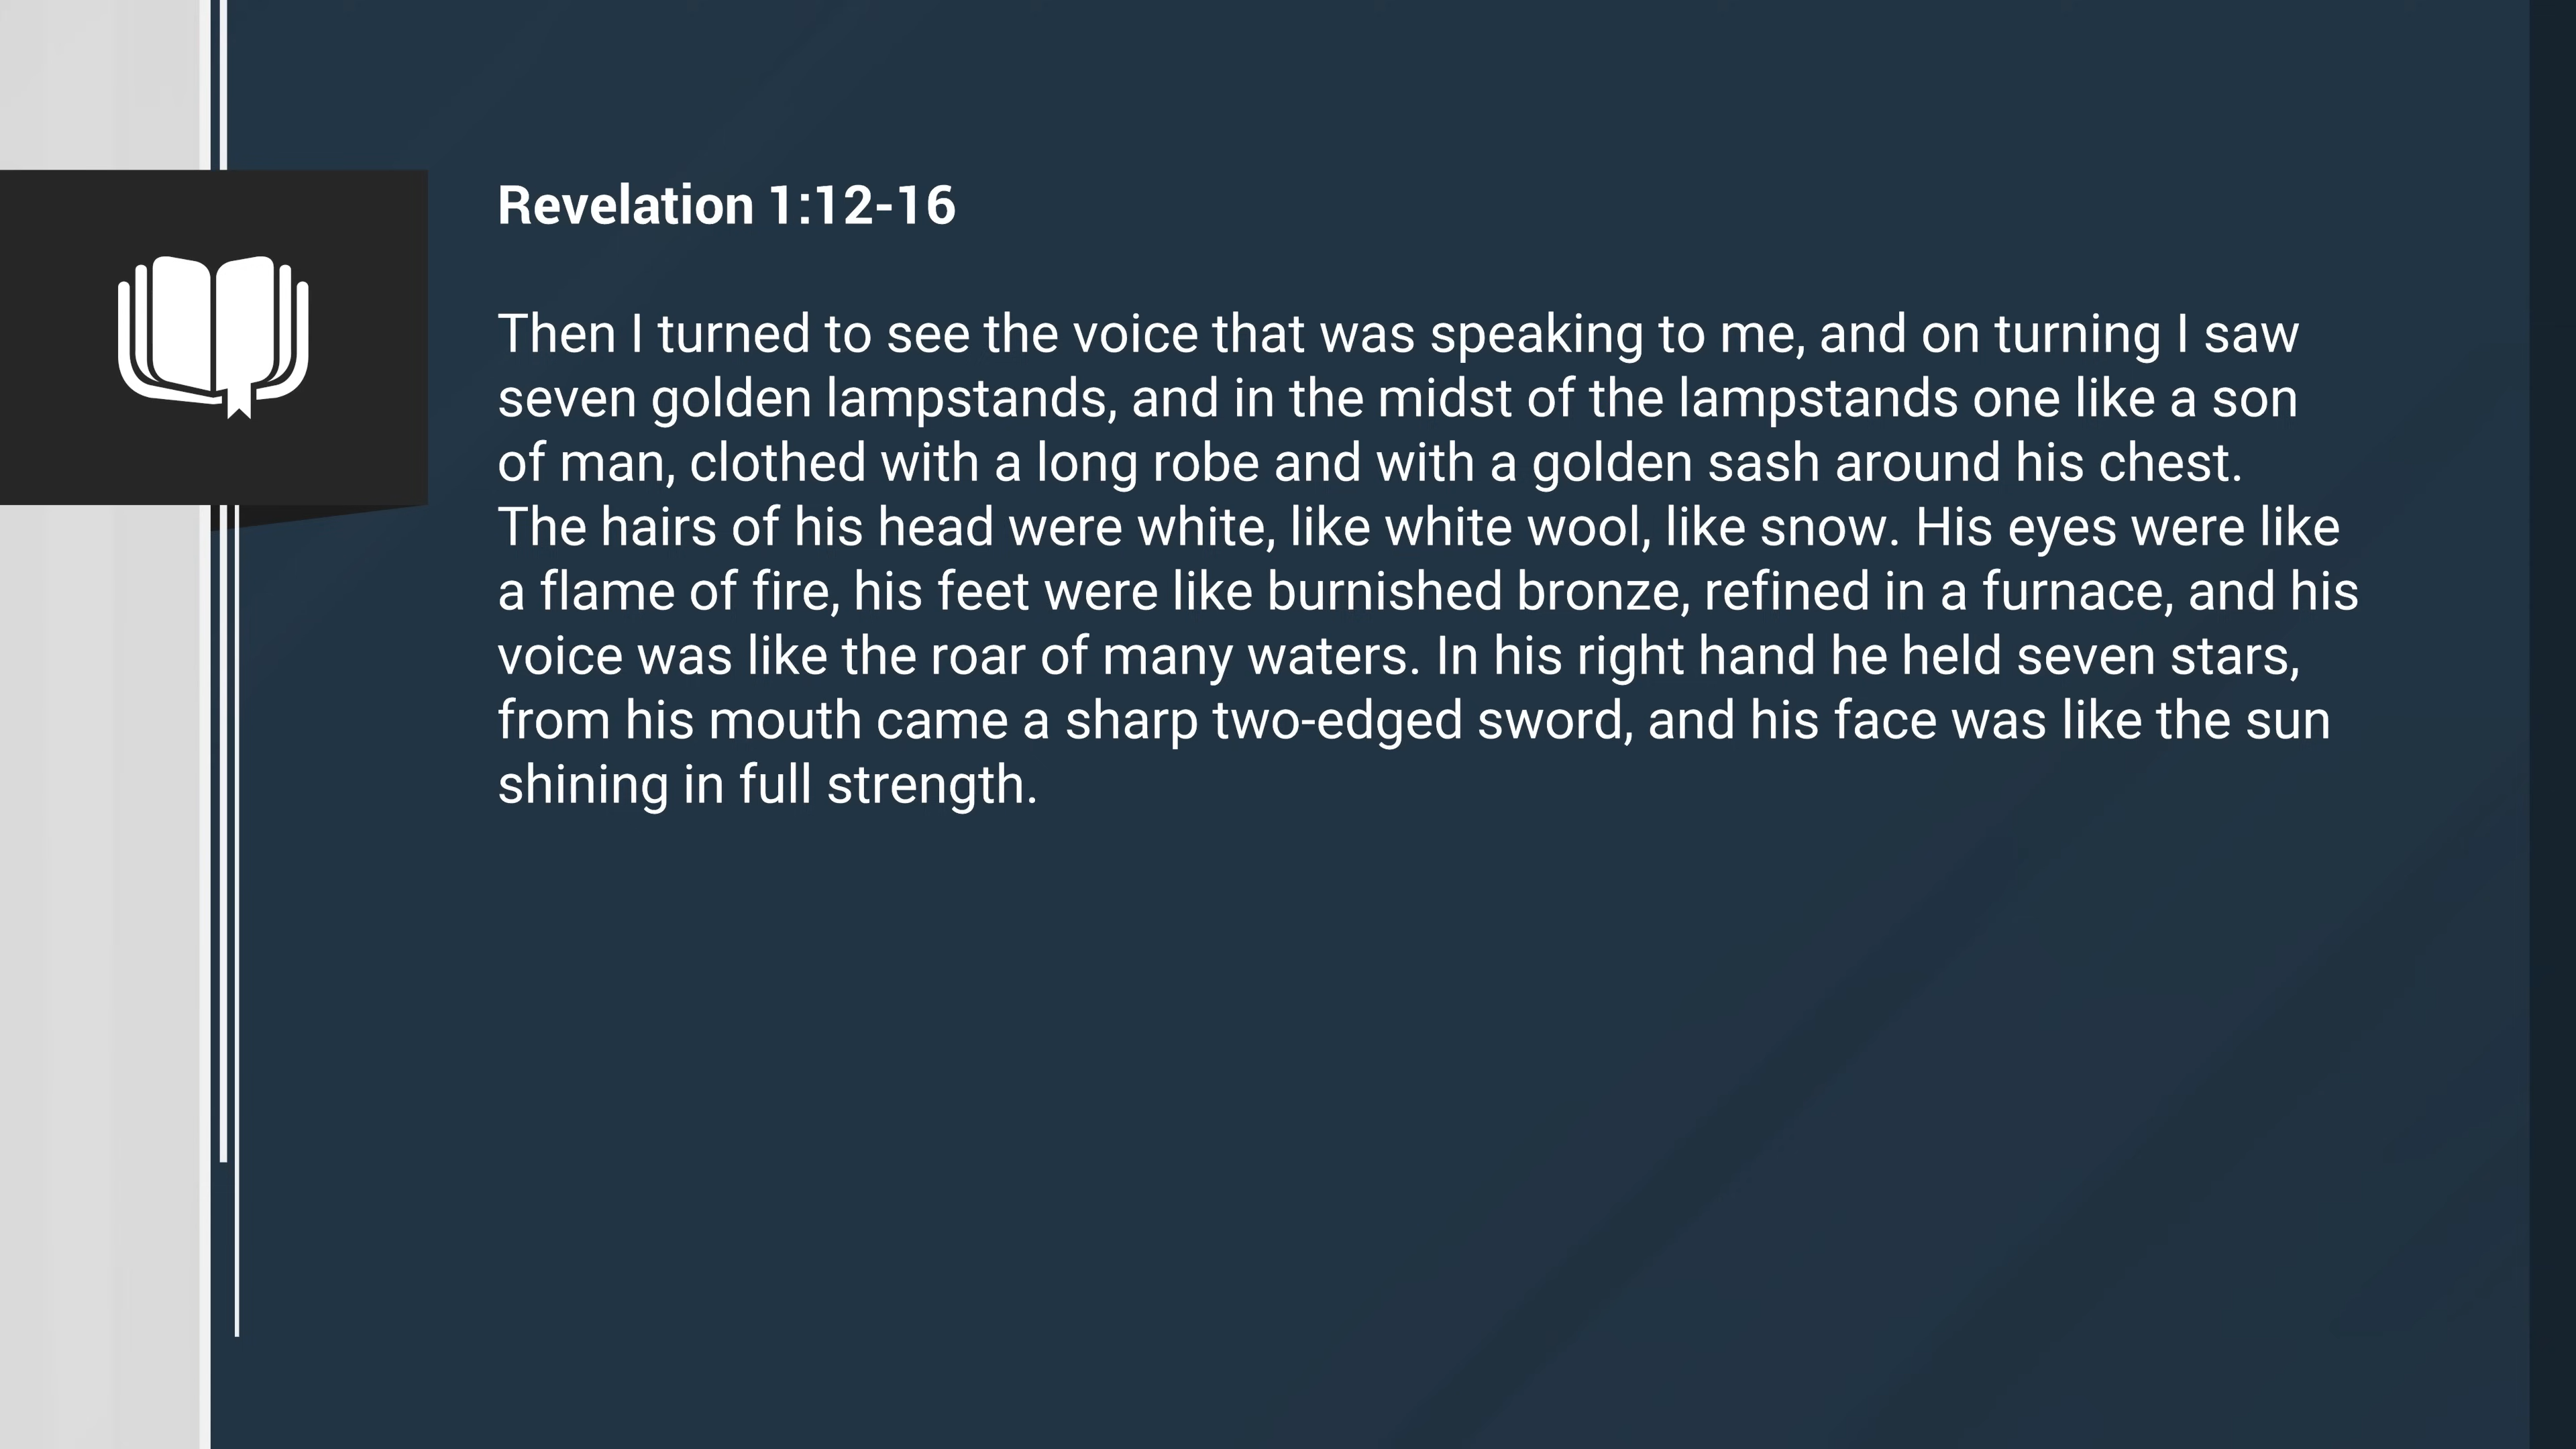 Revelation 1:12-16
Then I turned to see the voice that was speaking to me, and on turning I saw
seven golden lampstands, and in the midst of the lampstands one like a son
of man, clothed with a long robe and with a golden sash around his chest.
The hairs of his head were white, like white wool, like snow. His eyes were like
a flame of fire, his feet were like burnished bronze, refined in a furnace, and his
voice was like the roar of many waters. In his right hand he held seven stars,
from his mouth came a sharp two-edged sword, and his face was like the sun
shining in full strength.